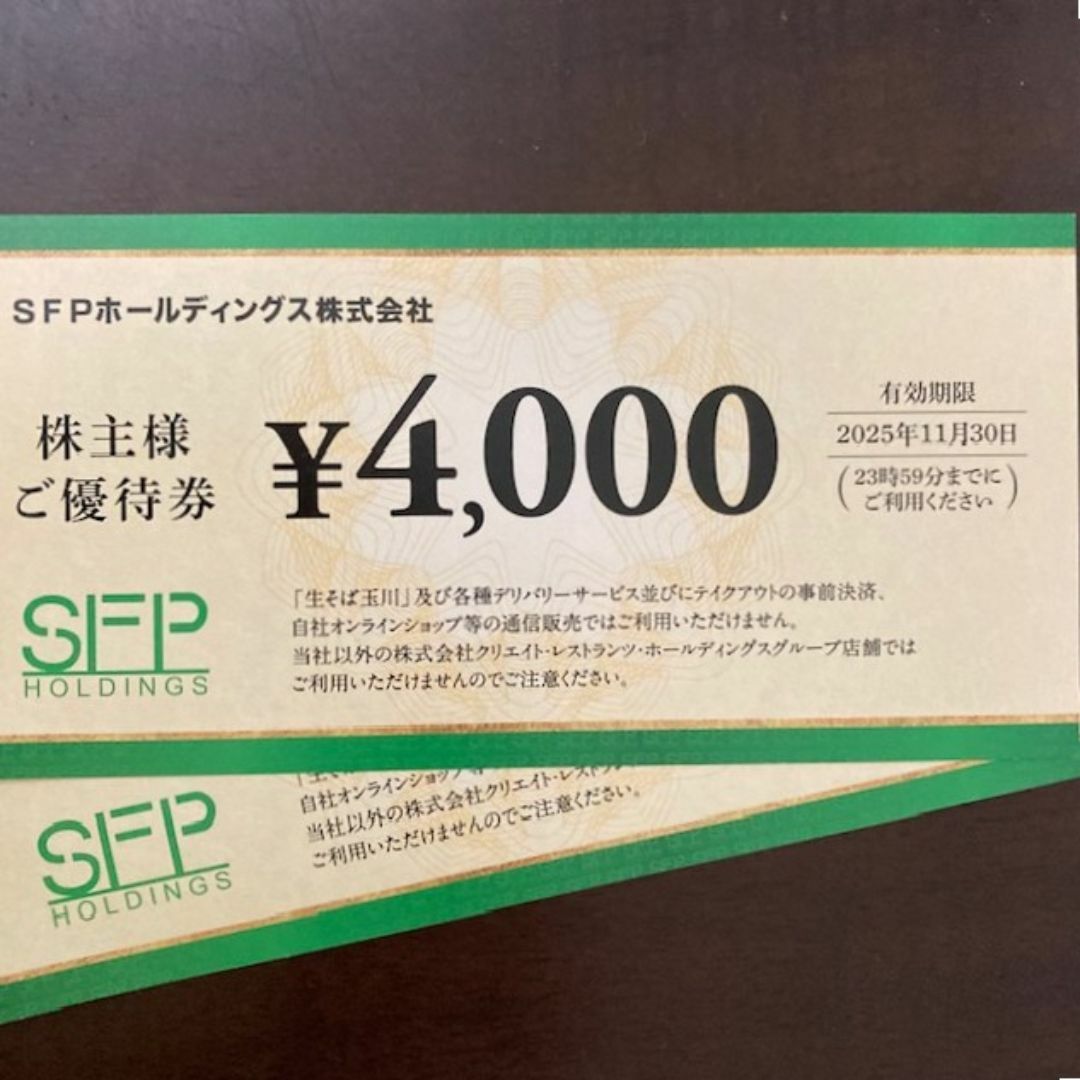 SFPホールディングス株式会社
株主様
ご優待券
¥4,000
有効期限
2025年11月30日
(23時59分までに
ご利用ください)
SFP
HOLDINGS
「生そば玉川」及び各種デリバリーサービス並びにテイクアウトの事前決済、
自社オンラインショップ等の通信販売ではご利用いただけません。
当社以外の株式会社クリエイト・レストランツ・ホールディングスグループ店舗では
ご利用いただけませんのでご注意ください。
SFP
HOLDINGS
自社オンラインショップ等
当社以外の株式会社クリエイト・レストラン
ご利用いただけませんのでご注意ください。